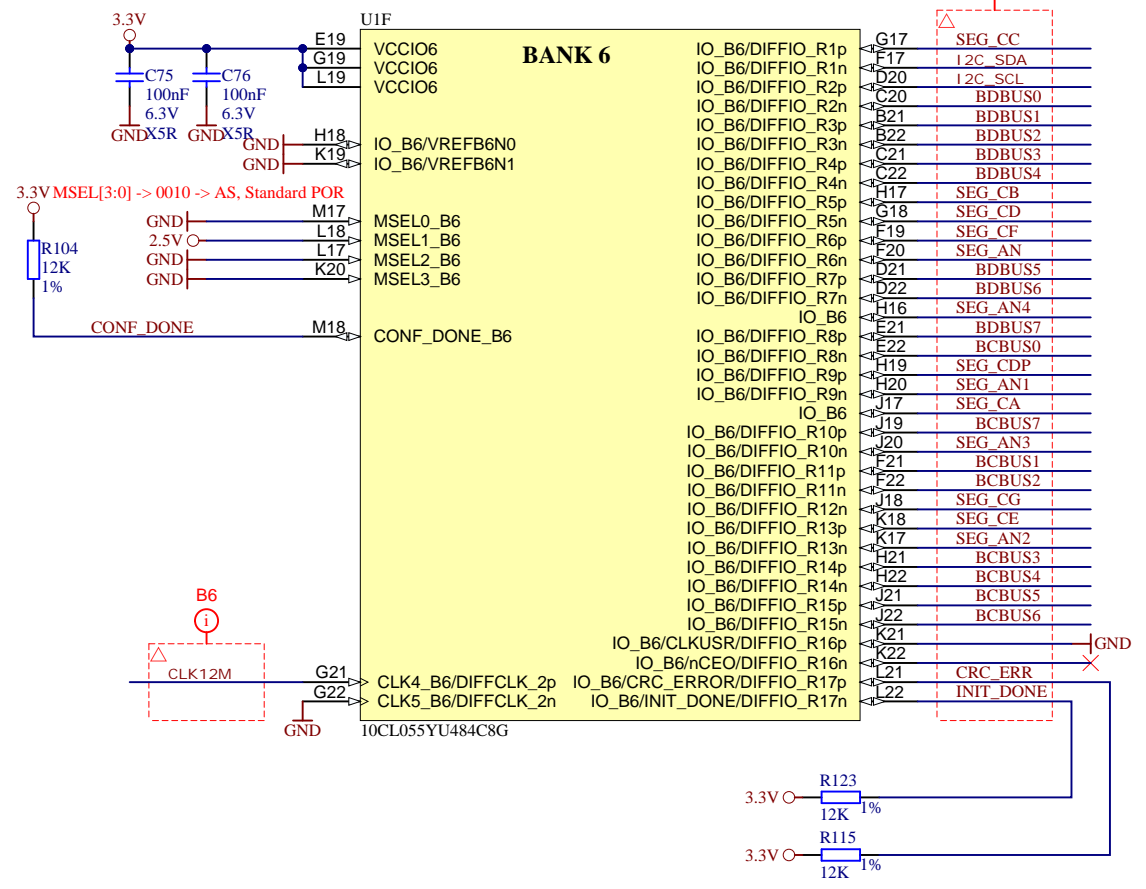 3.3V
U1F
BANK 6
E19 VCCIO6
G19 VCCIO6
L19 VCCIO6
C75
100nF
6.3V
X5R
GND
C76
100nF
6.3V
X5R
GND
GND H18 IO_B6/VREFB6N0
GND K19 IO_B6/VREFB6N1
3.3V MSEL[3:0] -> 0010 -> AS, Standard POR
GND M17 MSEL0_B6
2.5V L18 MSEL1_B6
GND L17 MSEL2_B6
GND K20 MSEL3_B6
R104
12K
1%
CONF_DONE M18 CONF_DONE_B6
B6
i
CLK12M G21 CLK4_B6/DIFFCLK_2p
G22 CLK5_B6/DIFFCLK_2n
GND
10CL055YU484C8G
IO_B6/DIFFIO_R1p G17 SEG_CC
IO_B6/DIFFIO_R1n F17 I2C_SDA
IO_B6/DIFFIO_R2p D20 I2C_SCL
IO_B6/DIFFIO_R2n C20 BDBUS0
IO_B6/DIFFIO_R3p B21 BDBUS1
IO_B6/DIFFIO_R3n B22 BDBUS2
IO_B6/DIFFIO_R4p C21 BDBUS3
IO_B6/DIFFIO_R4n C22 BDBUS4
IO_B6/DIFFIO_R5p H17 SEG_CB
IO_B6/DIFFIO_R5n G18 SEG_CD
IO_B6/DIFFIO_R6p F19 SEG_CF
IO_B6/DIFFIO_R6n F20 SEG_AN
IO_B6/DIFFIO_R7p D21 BDBUS5
IO_B6/DIFFIO_R7n D22 BDBUS6
IO_B6 H16 SEG_AN4
IO_B6/DIFFIO_R8p E21 BDBUS7
IO_B6/DIFFIO_R8n E22 BCBUS0
IO_B6/DIFFIO_R9p H19 SEG_CDP
IO_B6/DIFFIO_R9n H20 SEG_AN1
IO_B6 J17 SEG_CA
IO_B6/DIFFIO_R10p J19 BCBUS7
IO_B6/DIFFIO_R10n J20 SEG_AN3
IO_B6/DIFFIO_R11p F21 BCBUS1
IO_B6/DIFFIO_R11n F22 BCBUS2
IO_B6/DIFFIO_R12n J18 SEG_CG
IO_B6/DIFFIO_R13p K18 SEG_CE
IO_B6/DIFFIO_R13n K17 SEG_AN2
IO_B6/DIFFIO_R14p H21 BCBUS3
IO_B6/DIFFIO_R14n H22 BCBUS4
IO_B6/DIFFIO_R15p J21 BCBUS5
IO_B6/DIFFIO_R15n J22 BCBUS6
IO_B6/CLKUSR/DIFFIO_R16p K21 GND
IO_B6/nCEO/DIFFIO_R16n K22
IO_B6/CRC_ERROR/DIFFIO_R17p L21 CRC_ERR
IO_B6/INIT_DONE/DIFFIO_R17n L22 INIT_DONE
R123
3.3V 1%
12K
R115
3.3V 1%
12K